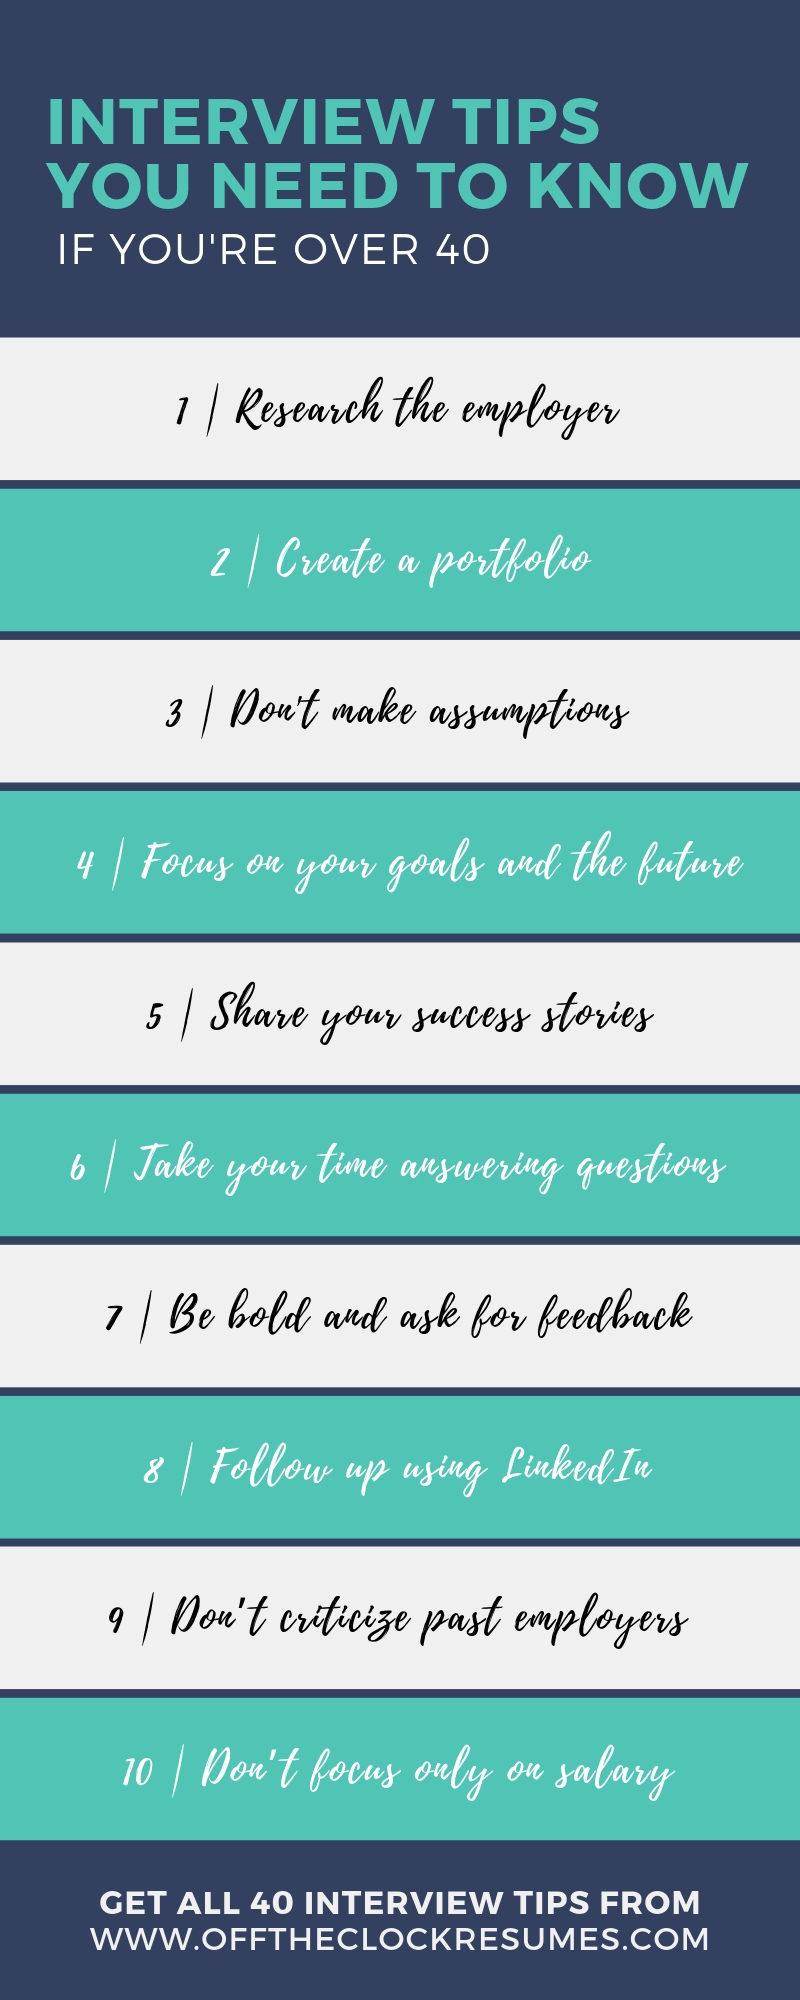 INTERVIEW TIPS
YOU NEED TO KNOW
IF YOU'RE OVER 40
1 | Research the employer
2 | Create a portfolio
3 | Don't make assumptions
4 | Focus on your goals and the future
5 | Share your success stories
6 | Take your time answering questions
7 | Be bold and ask for feedback
8 | Follow up using LinkedIn
9 | Don't criticize past employers
10 | Don't focus only on salary
GET ALL 40 INTERVIEW TIPS FROM
WWW.OFFTHECLOCKRESUMES.COM